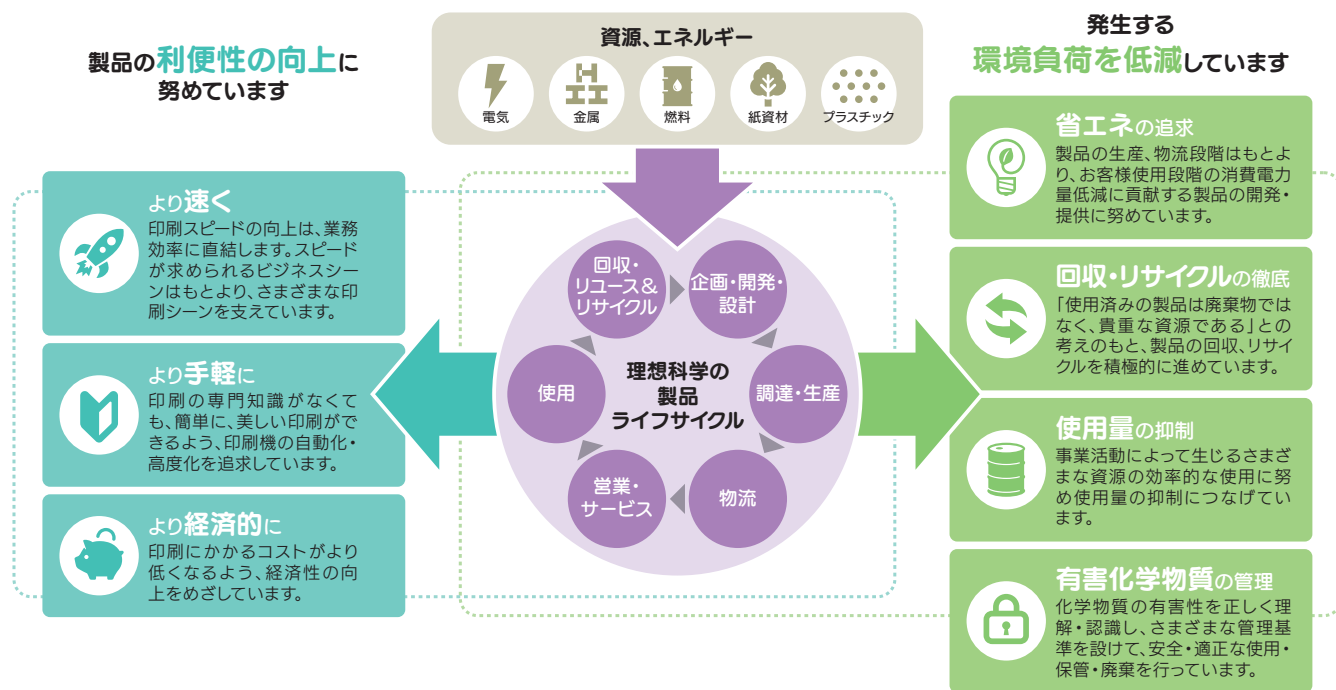 製品の利便性の向上に
努めています
資源、エネルギー
電気
金属
燃料
紙資材
プラスチック
発生する
環境負荷を低減しています
より速く
印刷スピードの向上は、業務
効率に直結します。スピード
が求められるビジネスシー
ンはもとより、さまざまな印
刷シーンを支えています。
より手軽に
印刷の専門知識がなくて
も、簡単に、美しい印刷がで
きるよう、印刷機の自動化・
高度化を追求しています。
より経済的に
印刷にかかるコストがより
低くなるよう、経済性の向
上をめざしています。
理想科学の
製品
ライフサイクル
企画・開発・
設計
調達・生産
物流
営業・
サービス
使用
回収・
リユース&
リサイクル
省エネの追求
製品の生産、物流段階はもとよ
り、お客様使用段階の消費電力
量低減に貢献する製品の開発・
提供に努めています。
回収・リサイクルの徹底
「使用済みの製品は廃棄物では
なく、貴重な資源である」との
考えのもと、製品の回収、リサイ
クルを積極的に進めています。
使用量の抑制
事業活動によって生じるさまざ
まな資源の効率的な使用に努
め使用量の抑制につなげてい
ます。
有害化学物質の管理
化学物質の有害性を正しく理
解・認識し、さまざまな管理基
準を設けて、安全・適正な使用・
保管・廃棄を行っています。